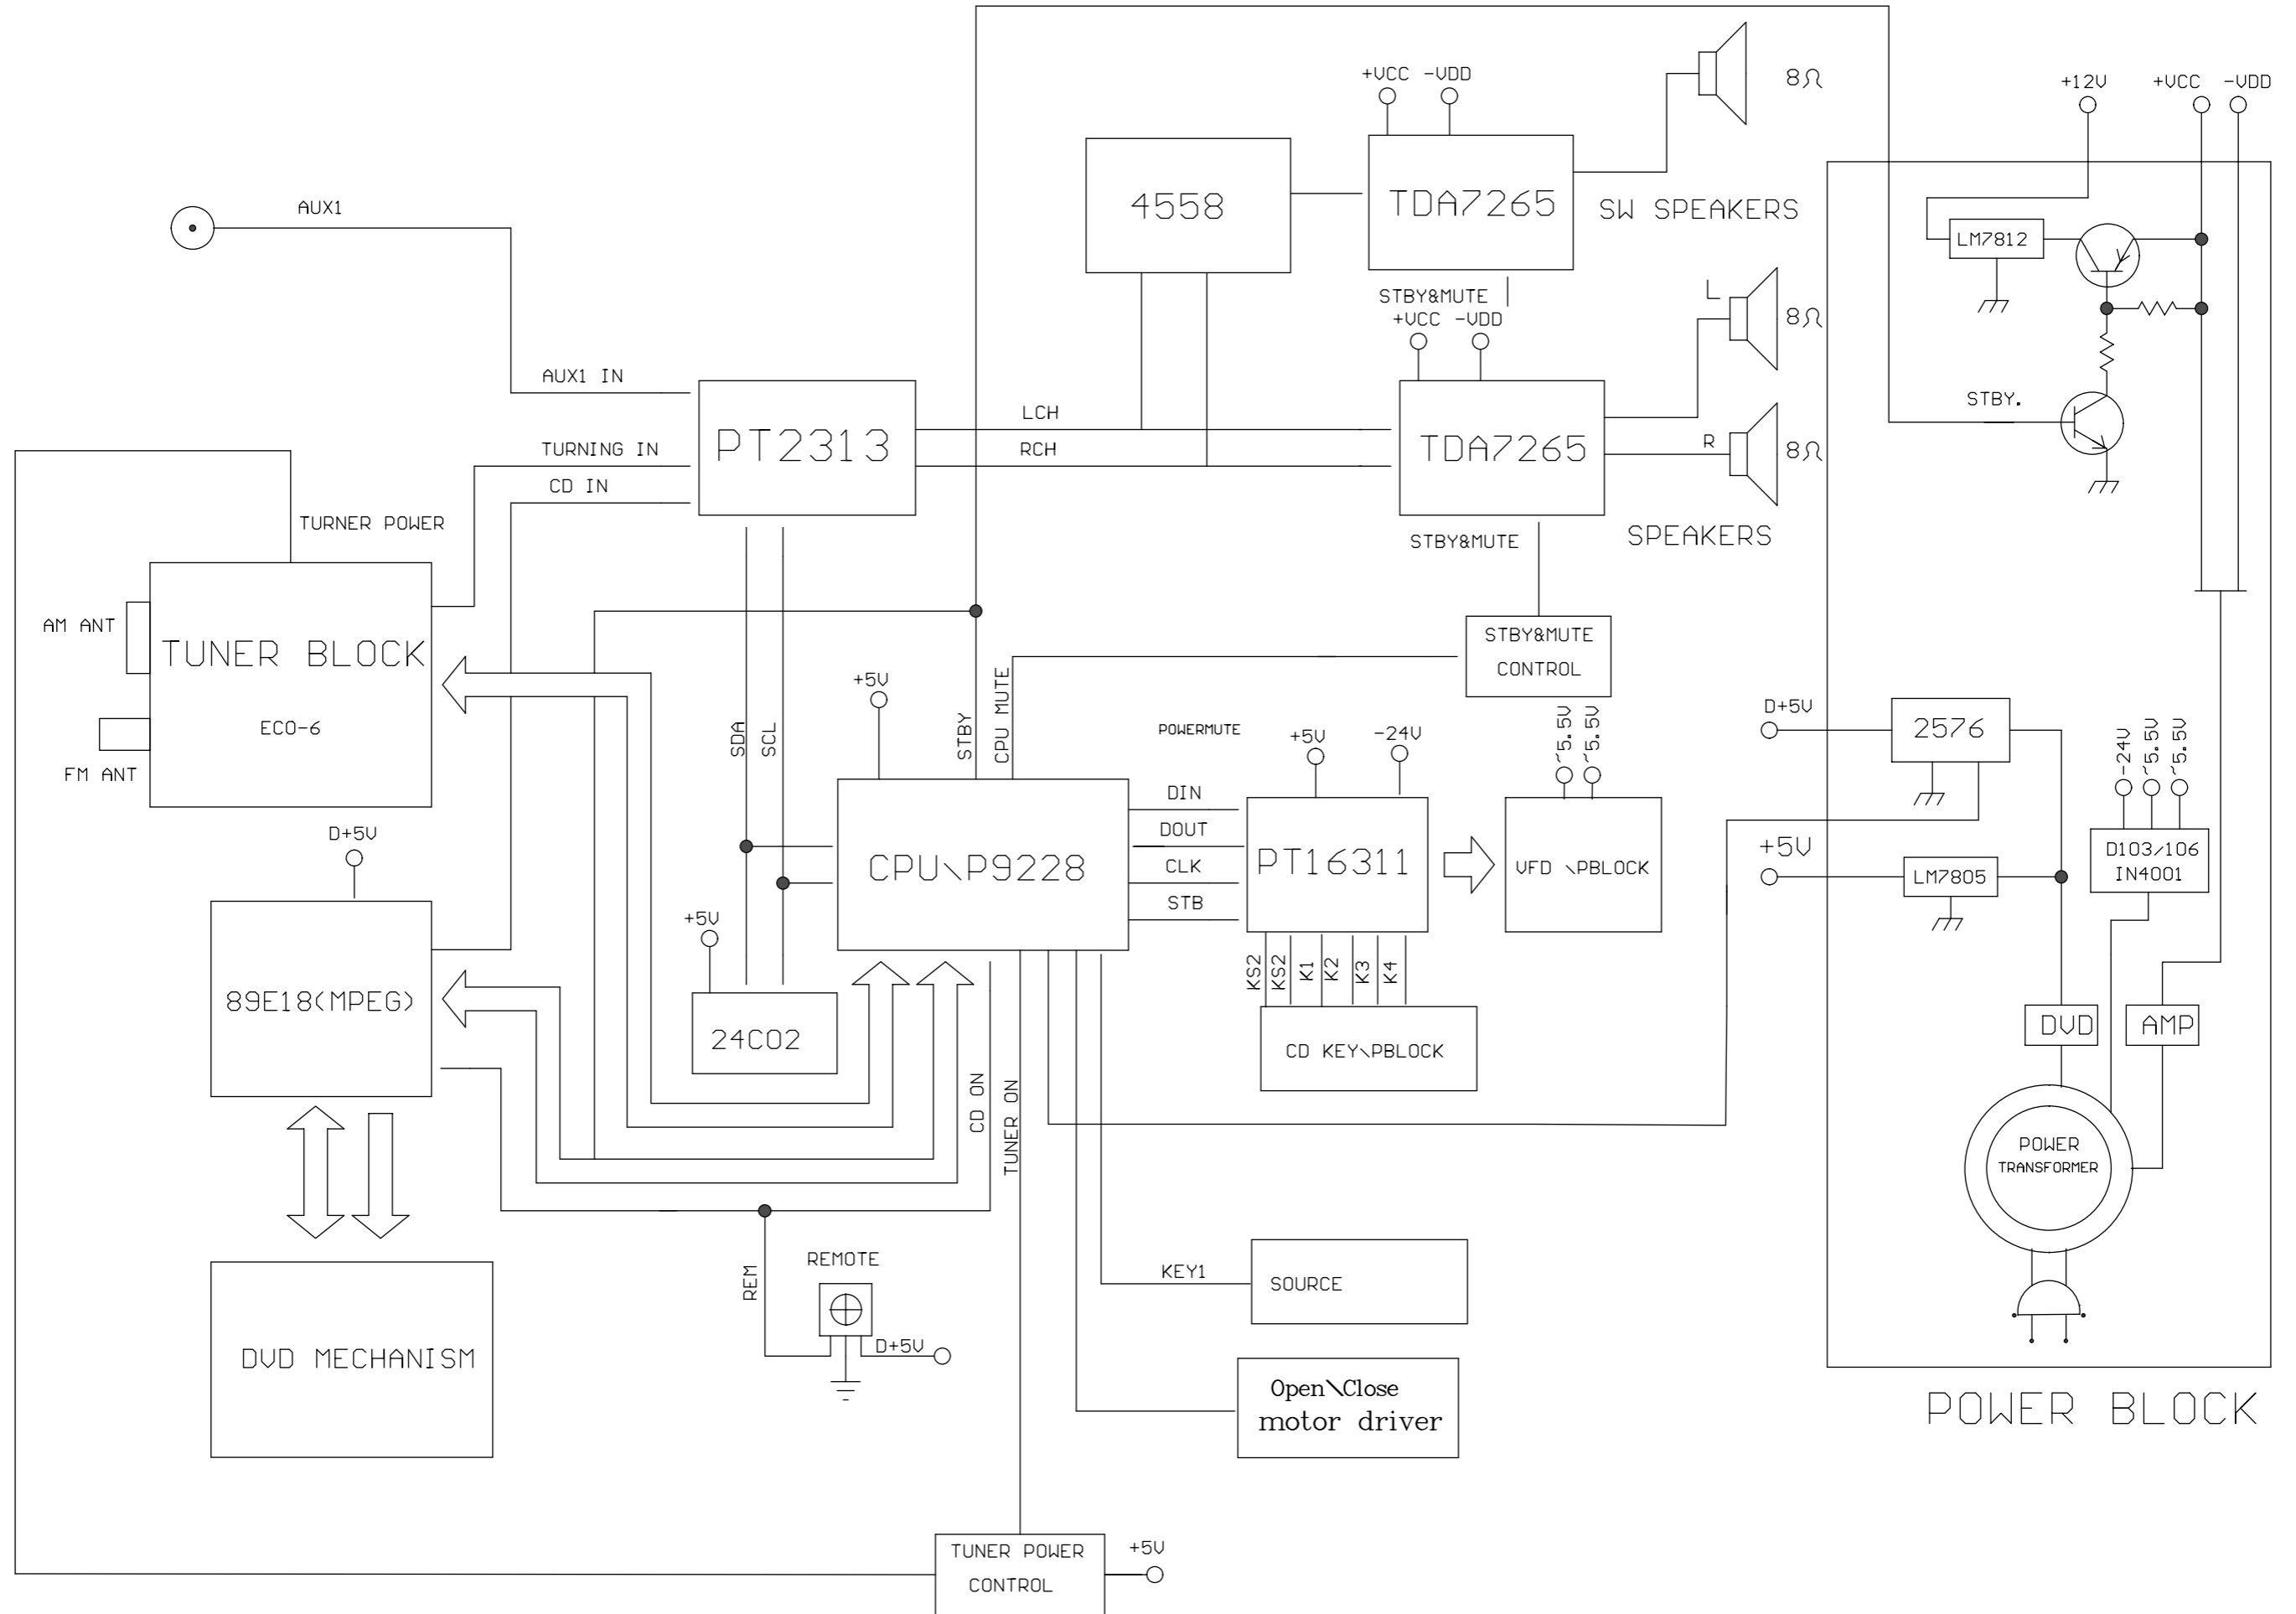 +VCC -VDD
8Ω
+12V
+VCC -VDD
4558
TDA7265
SW SPEAKERS
AUX1
LM7812
STBY&MUTE
+VCC -VDD
L
8Ω
AUX1 IN
PT2313
LCH
RCH
TDA7265
R
8Ω
STBY.
TURNING IN
CD IN
TURNER POWER
STBY&MUTE
SPEAKERS
AM ANT
TUNER BLOCK
ECO-6
FM ANT
STBY&MUTE
CONTROL
+5V
SDA
SCL
STBY
CPU MUTE
POWERMUTE
+5V
-24V
~5.5V
~5.5V
D+5V
2576
-24V
~5.5V
~5.5V
D+5V
CPU\P9228
DIN
DOUT
CLK
STB
PT16311
VFD \PBLOCK
+5V
LM7805
D103/106
IN4001
+5V
89E18(MPEG)
24C02
KS2
KS2
K1
K2
K3
K4
CD KEY\PBLOCK
DVD
AMP
CD ON
TUNER ON
POWER
TRANSFORMER
REM
REMOTE
D+5V
KEY1
SOURCE
DVD MECHANISM
Open\Close
motor driver
POWER BLOCK
TUNER POWER
CONTROL
+5V